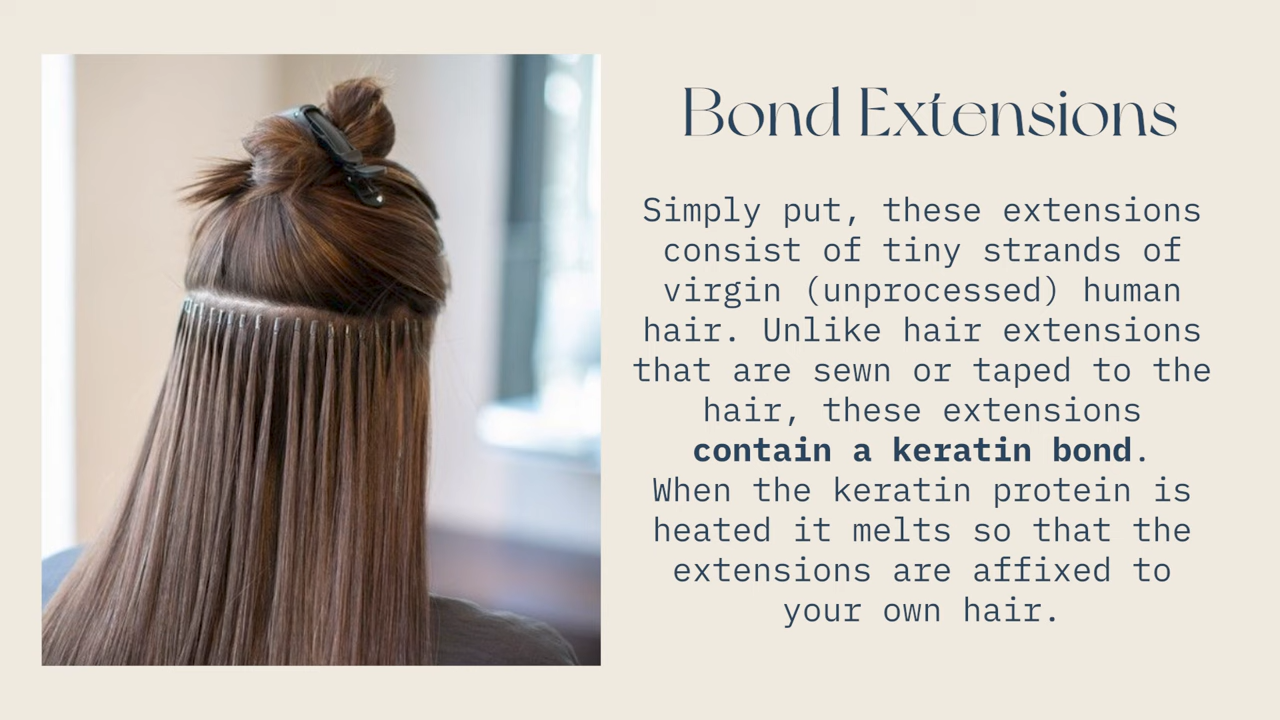 Bond Extensions
Simply put, these extensions
consist of tiny strands of
virgin (unprocessed) human
hair. Unlike hair extensions
that are sewn or taped to the
hair, these extensions
contain a keratin bond.
When the keratin protein is
heated it melts so that the
extensions are affixed to
your own hair.